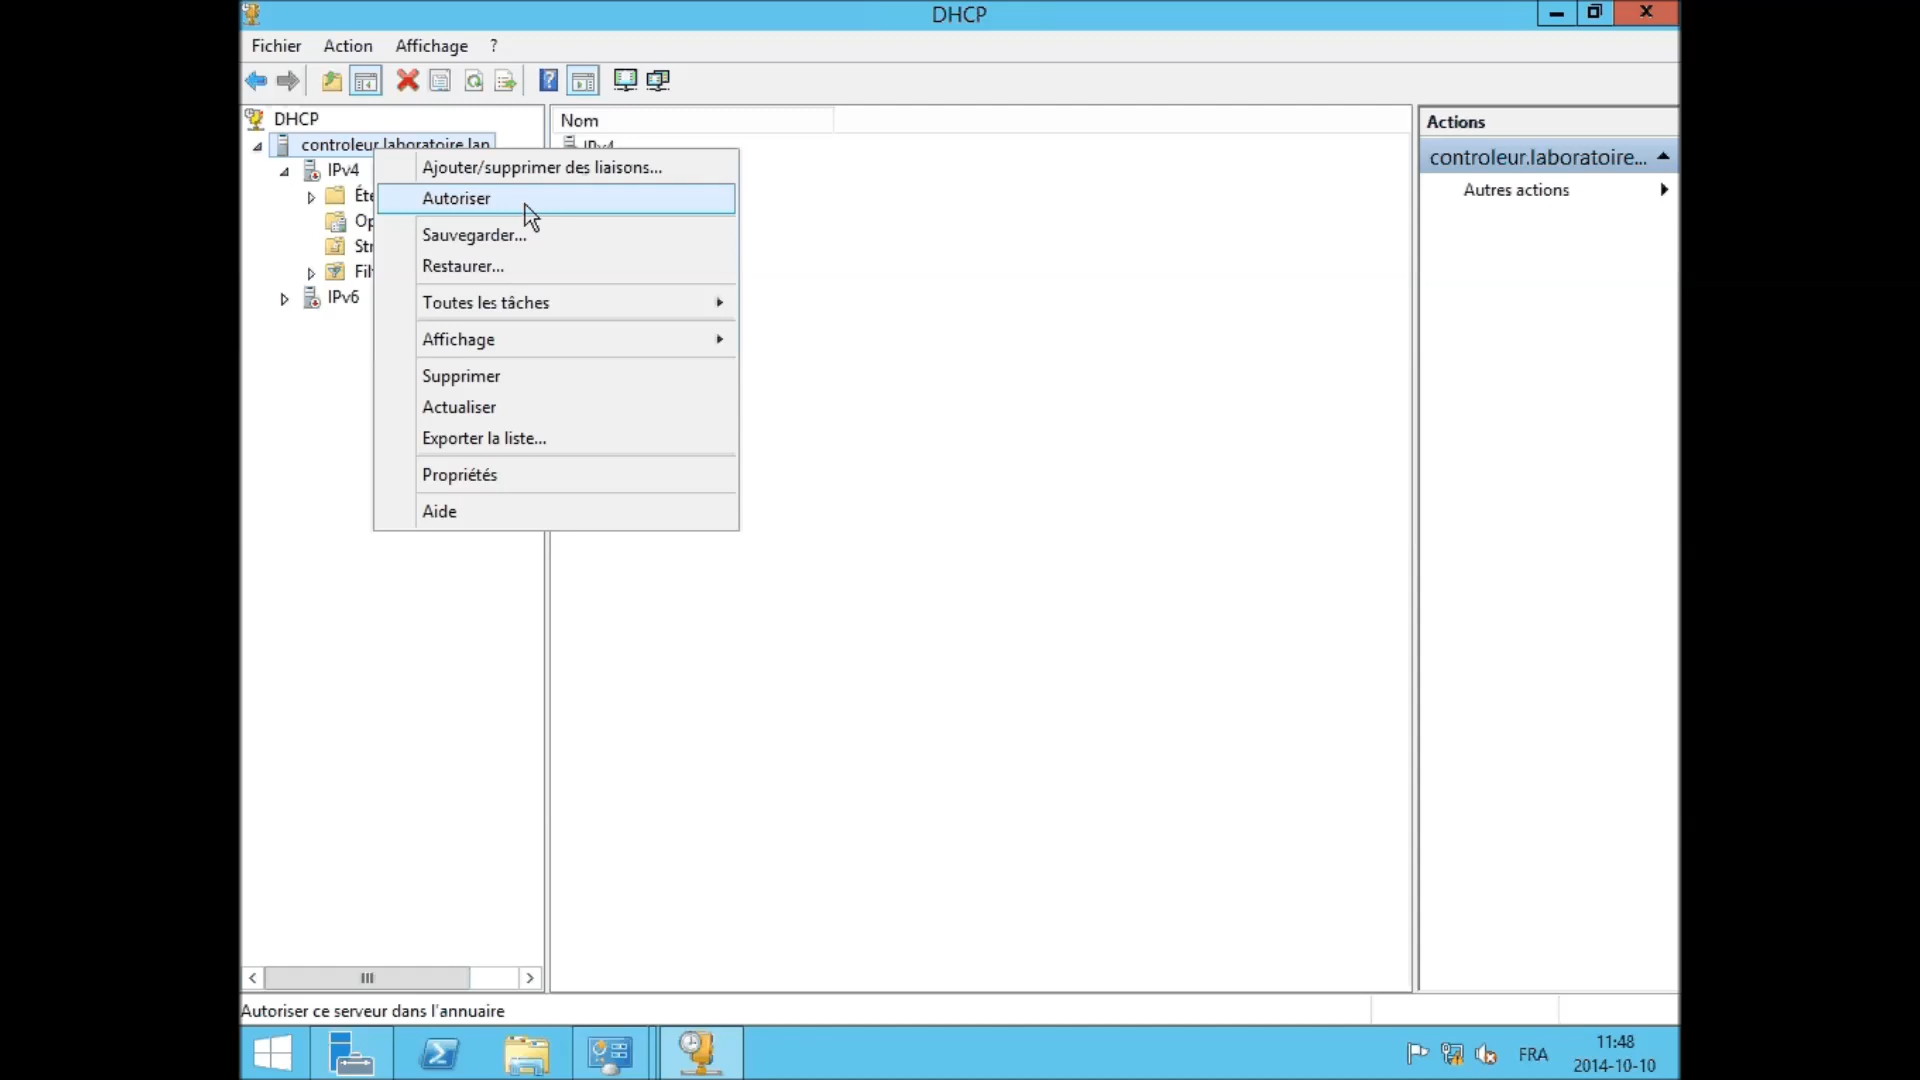 DHCP
Fichier Action Affichage ?
DHCP
controleur.laboratoire.lan
IPv4
IPv6
Nom
IPv4
Ajouter/supprimer des liaisons...
Autoriser
Sauvegarder...
Restaurer...
Toutes les tâches
Affichage
Supprimer
Actualiser
Exporter la liste...
Propriétés
Aide
Actions
controleur.laboratoire...
Autres actions
Autoriser ce serveur dans l'annuaire
FRA
11:48
2014-10-10